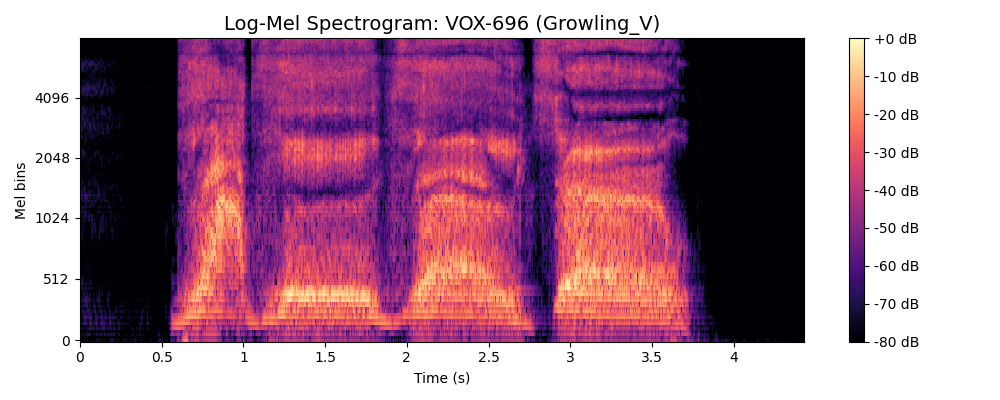 Log-Mel Spectrogram: VOX-696 (Growling_V)
Mel bins
4096
2048
1024
512
0
0
0.5
1
1.5
2
2.5
3
3.5
4
Time (s)
+0 dB
-10 dB
-20 dB
-30 dB
-40 dB
-50 dB
-60 dB
-70 dB
-80 dB